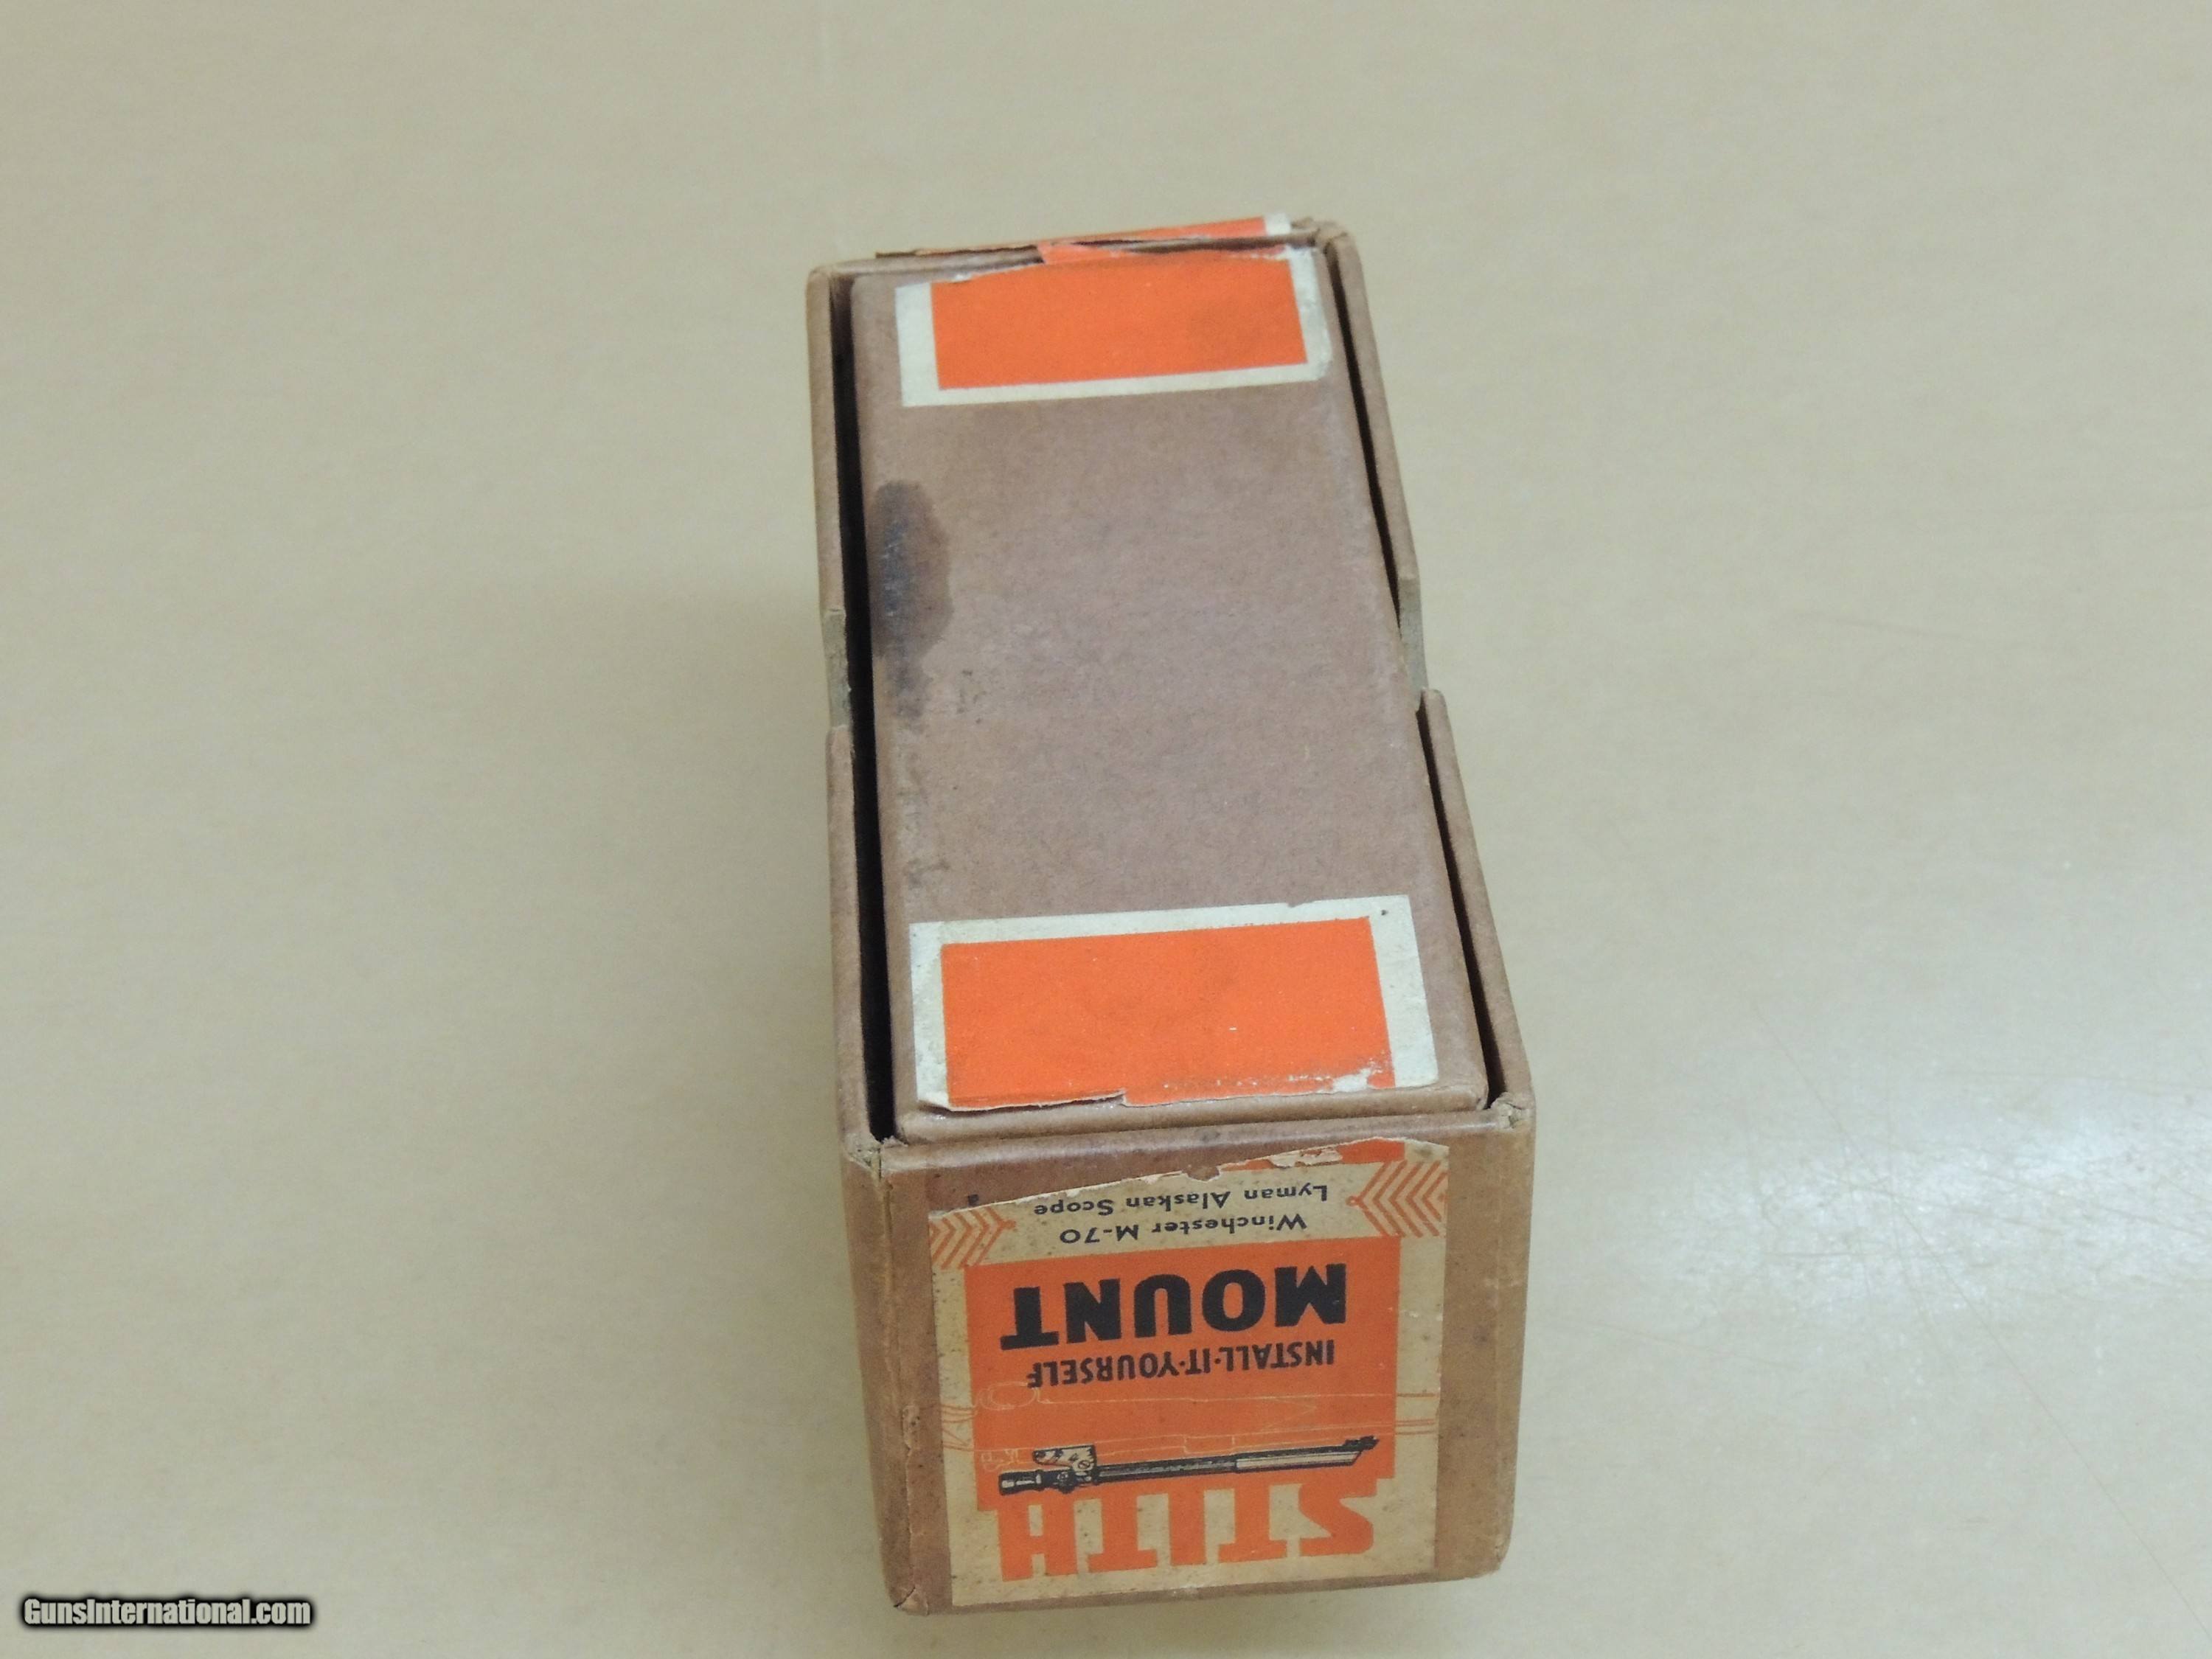 STITH
INSTALL·IT·YOURSELF
MOUNT
Winchester M-70
Lyman Alaskan Scope
a
GunsInternational.com